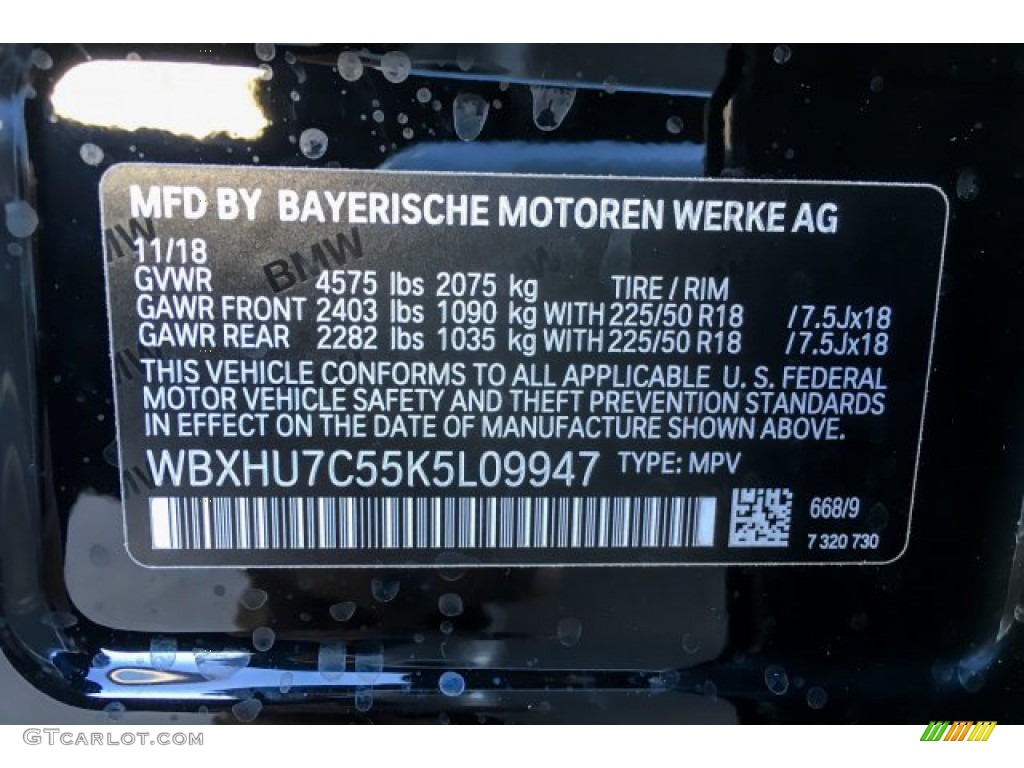 MFD BY BAYERISCHE MOTOREN WERKE AG
11/18
BMW
GVWR 4575 lbs 2075 kg TIRE / RIM
GAWR FRONT 2403 lbs 1090 kg WITH 225/50 R18 /7.5Jx18
GAWR REAR 2282 lbs 1035 kg WITH 225/50 R18 /7.5Jx18
THIS VEHICLE CONFORMS TO ALL APPLICABLE U. S. FEDERAL
MOTOR VEHICLE SAFETY AND THEFT PREVENTION STANDARDS
IN EFFECT ON THE DATE OF MANUFACTURE SHOWN ABOVE.
WBXHU7C55K5L09947 TYPE: MPV
668/9
7 320 730
GTCARLOT.COM